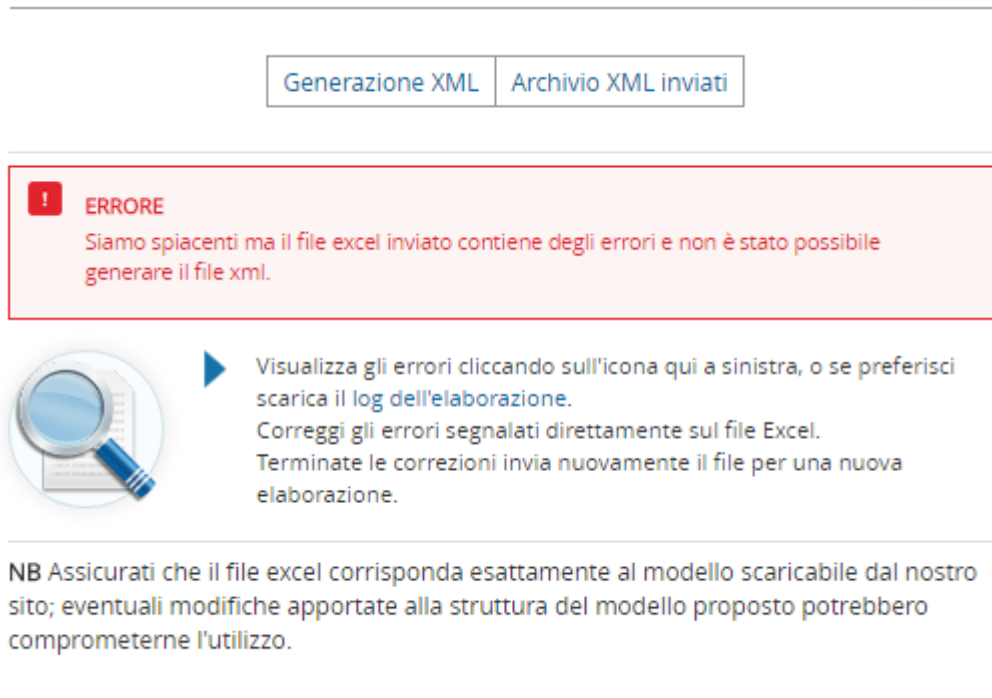 Generazione XML Archivio XML inviati
!
ERRORE
Siamo spiacenti ma il file excel inviato contiene degli errori e non è stato possibile
generare il file xml.
Visualizza gli errori cliccando sull'icona qui a sinistra, o se preferisci
scarica il log dell'elaborazione.
Correggi gli errori segnalati direttamente sul file Excel.
Terminate le correzioni invia nuovamente il file per una nuova
elaborazione.
NB Assicurati che il file excel corrisponda esattamente al modello scaricabile dal nostro
sito; eventuali modifiche apportate alla struttura del modello proposto potrebbero
comprometerne l'utilizzo.